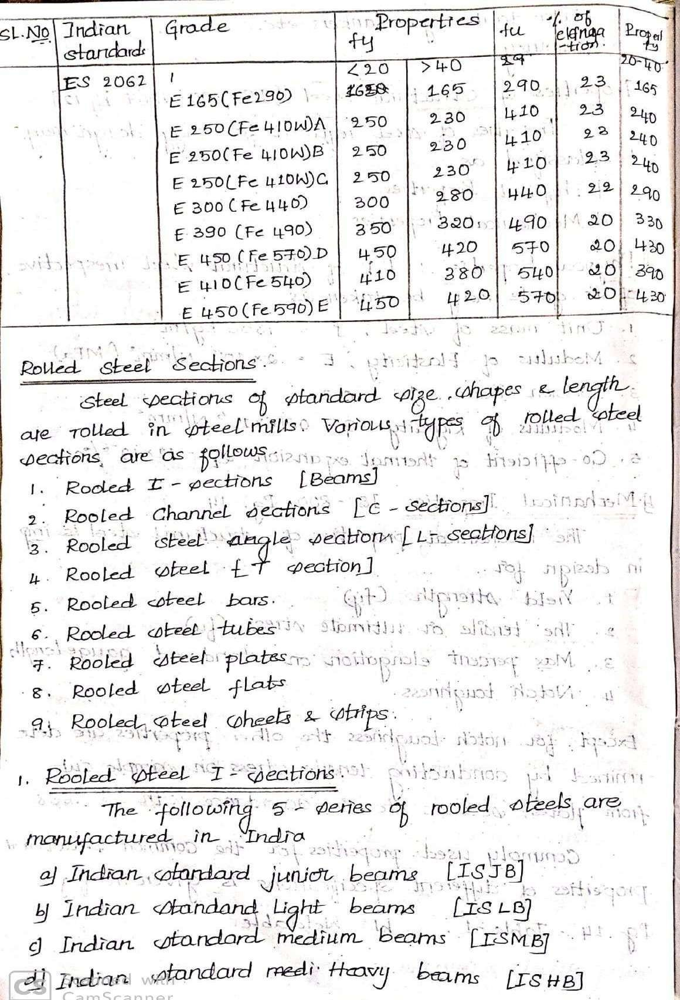 SL.NO Indian Grade Properties fu % of Propert
standards fy elonga ty
-tion.
<20 >40 29 20-40
ES 2062 1
E 165 (Fe290) 1650 165 290 23 165
E 250 (Fe 410W)A 250 230 410 23 240
E 250 (Fe 410W)B 250 230 410 23 240
E 250 (Fe 410W)C 250 230 410 23 240
E 300 (Fe 440) 300 280 440 22 290
E 390 (Fe 490) 350 320 490 20 330
E 450 (Fe 570) D 450 420 570 20 430
E 410 (Fe 540) 410 380 540 20 390
E 450 (Fe 590) E 450 420 570 20 430
Rolled Steel Sections.
Steel sections of standard size, shapes & length
are rolled in steel mills. Various types of rolled steel
sections are as follows
1. Rooled I - sections [Beams]
2. Rooled Channel sections [C - sections]
3. Rooled steel angle section [L - sections]
4. Rooled steel [T section]
5. Rooled steel bars.
6. Rooled steel tubes
7. Rooled steel plates
8. Rooled steel flats
9. Rooled steel sheets & strips.
1. Rooled steel I - sections.
The following 5 - series of rooled steels are
manufactured in India
a) Indian standard junior beams [ISJB]
b) Indian standand Light beams [ISLB]
c) Indian standard medium beams [ISMB]
d) Indian standard medi Heavy beams [ISHB]
CS Scanned with
CamScanner